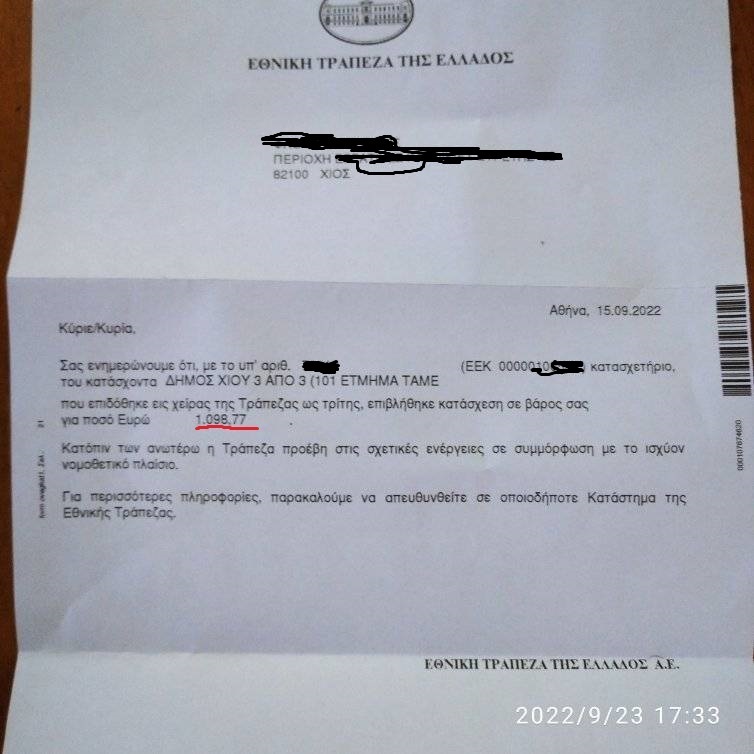 ΕΘΝΙΚΗ ΤΡΑΠΕΖΑ ΤΗΣ ΕΛΛΑΔΟΣ
ΠΕΡΙΟΧΗ
82100 ΧΙΟΣ
Αθήνα, 15.09.2022
Κύριε/Κυρία,
Σας ενημερώνουμε ότι, με το υπ' αριθ. (ΕΕΚ 0000010 ) κατασχετήριο,
του κατάσχοντα ΔΗΜΟΣ ΧΙΟΥ 3 ΑΠΟ 3 (101 ΕΤΜΗΜΑ ΤΑΜΕ
που επιδόθηκε εις χείρας της Τράπεζας ως τρίτης, επιβλήθηκε κατάσχεση σε βάρος σας
για ποσό Ευρώ 1.098,77 .
Κατόπιν των ανωτέρω η Τράπεζα προέβη στις σχετικές ενέργειες σε συμμόρφωση με το ισχύον
νομοθετικό πλαίσιο.
Για περισσότερες πληροφορίες, παρακαλούμε να απευθυνθείτε σε οποιοδήποτε Κατάστημα της
Εθνικής Τράπεζας.
21
000107674620
ΕΘΝΙΚΗ ΤΡΑΠΕΖΑ ΤΗΣ ΕΛΛΑΔΟΣ Α.Ε.
2022/9/23 17:33